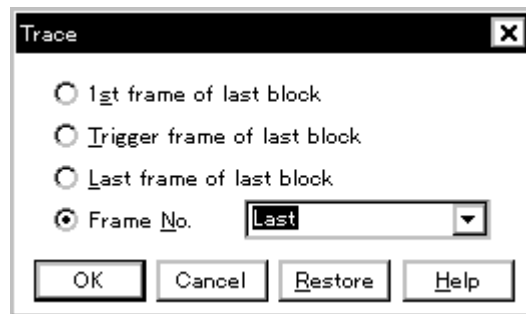 Trace
1st frame of last block
Trigger frame of last block
Last frame of last block
Frame No. Last
OK Cancel Restore Help